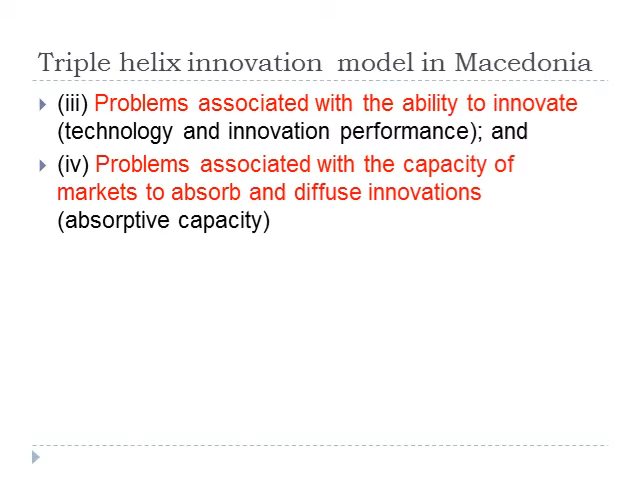 Triple helix innovation model in Macedonia
(iii) Problems associated with the ability to innovate
(technology and innovation performance); and
(iv) Problems associated with the capacity of
markets to absorb and diffuse innovations
(absorptive capacity)